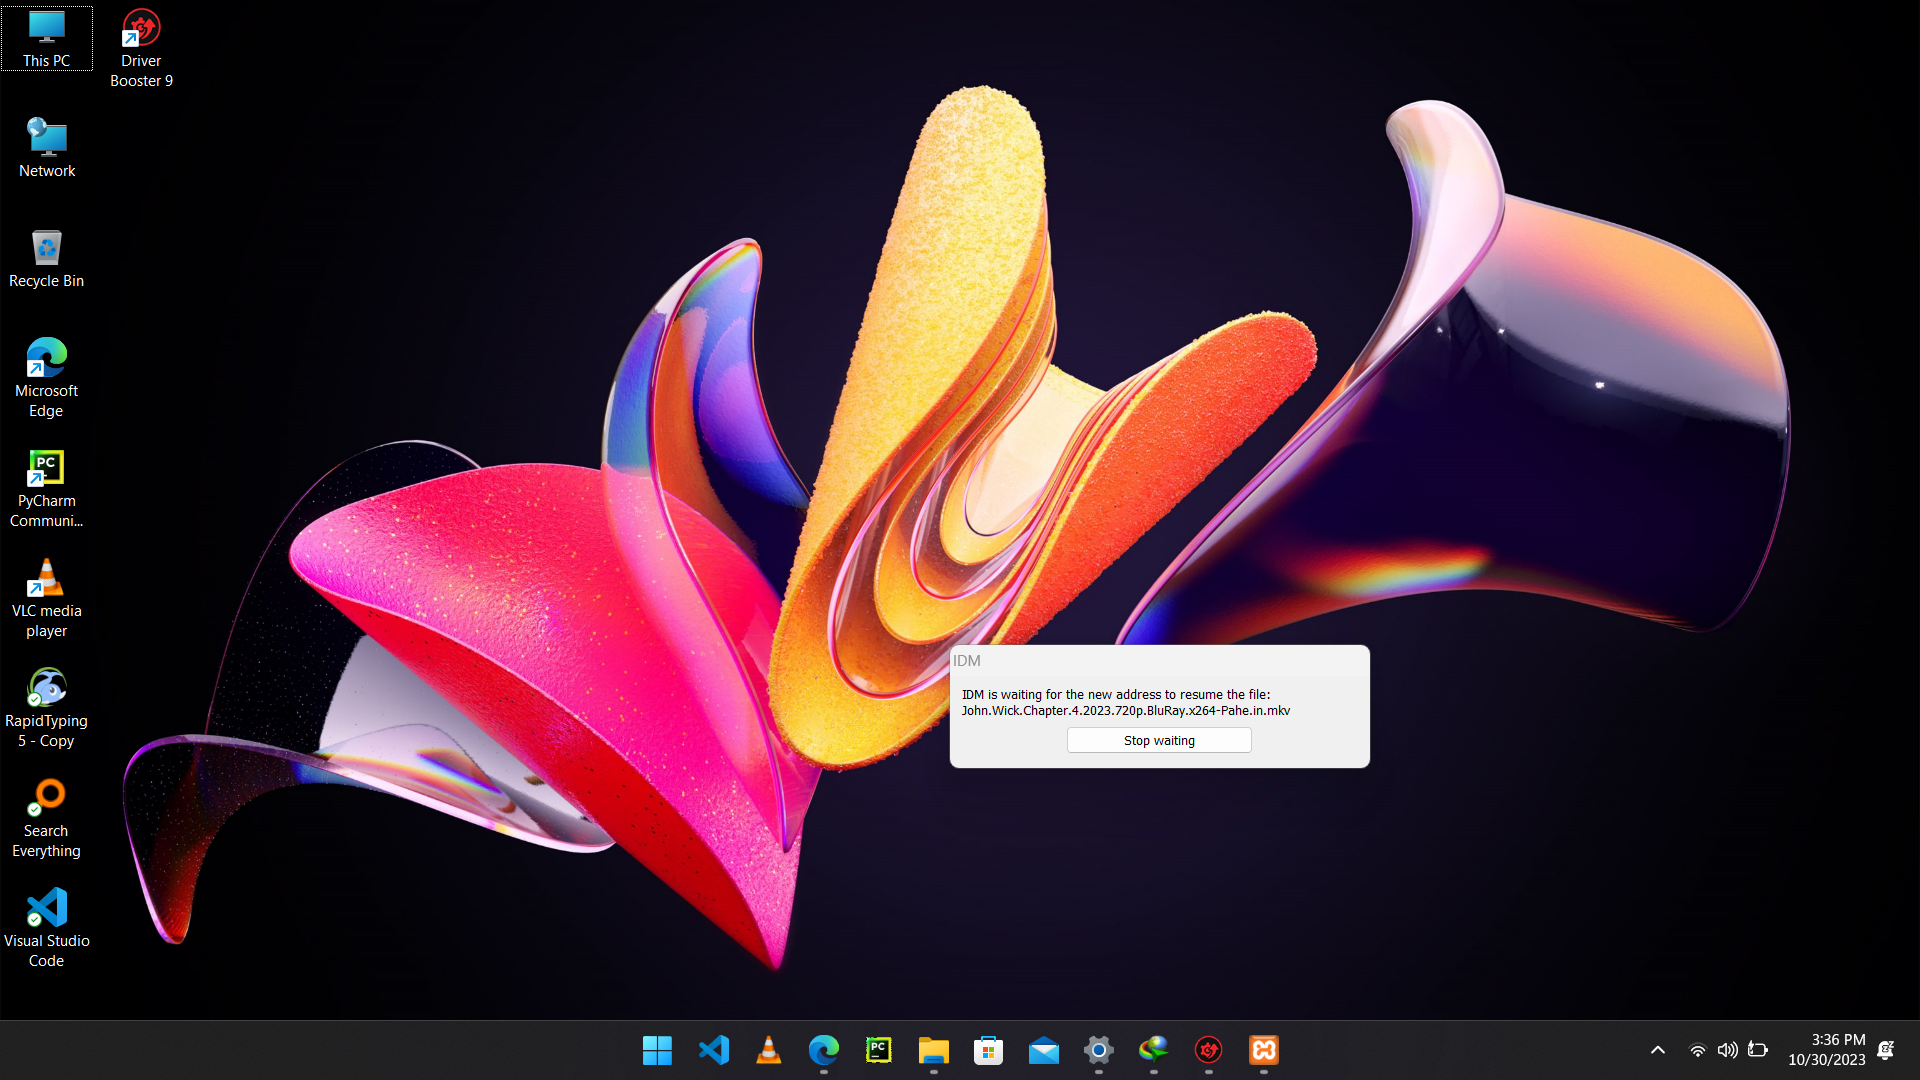 This PC
Driver
Booster 9
Network
Recycle Bin
Microsoft
Edge
PC
PyCharm
Communi...
VLC media
player
RapidTyping
5 - Copy
Search
Everything
Visual Studio
Code
IDM
IDM is waiting for the new address to resume the file:
John.Wick.Chapter.4.2023.720p.BluRay.x264-Pahe.in.mkv
Stop waiting
PC
3:36 PM
10/30/2023